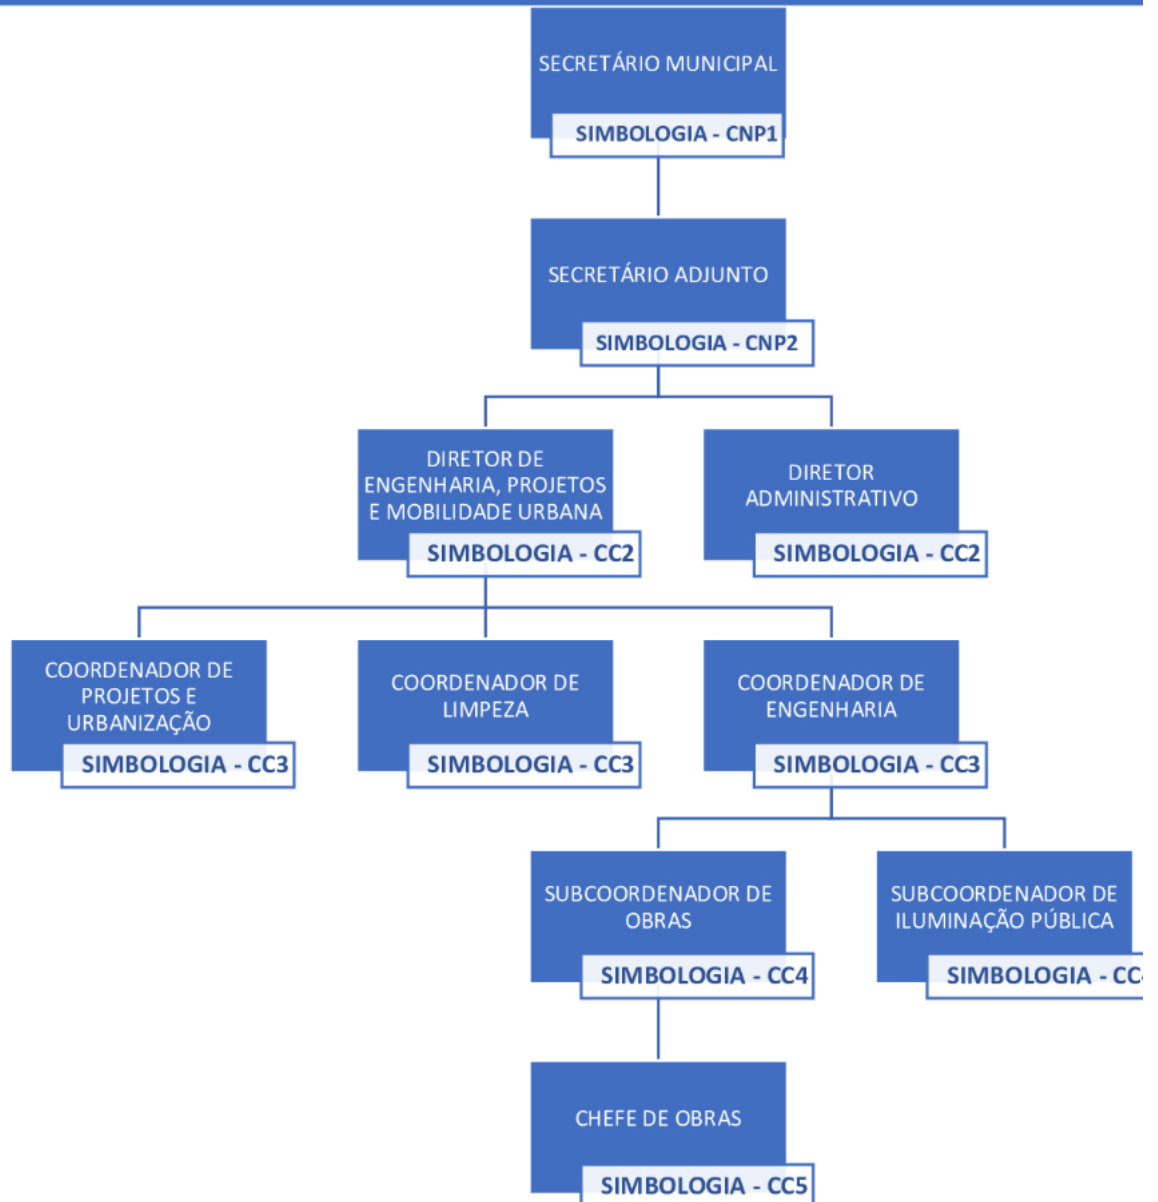 SECRETÁRIO MUNICIPAL
SIMBOLOGIA - CNP1
SECRETÁRIO ADJUNTO
SIMBOLOGIA - CNP2
DIRETOR DE
ENGENHARIA, PROJETOS
E MOBILIDADE URBANA
SIMBOLOGIA - CC2
DIRETOR
ADMINISTRATIVO
SIMBOLOGIA - CC2
COORDENADOR DE
PROJETOS E
URBANIZAÇÃO
SIMBOLOGIA - CC3
COORDENADOR DE
LIMPEZA
SIMBOLOGIA - CC3
COORDENADOR DE
ENGENHARIA
SIMBOLOGIA - CC3
SUBCOORDENADOR DE
OBRAS
SIMBOLOGIA - CC4
SUBCOORDENADOR DE
ILUMINAÇÃO PÚBLICA
SIMBOLOGIA -
CHEFE DE OBRAS
SIMBOLOGIA - CC5